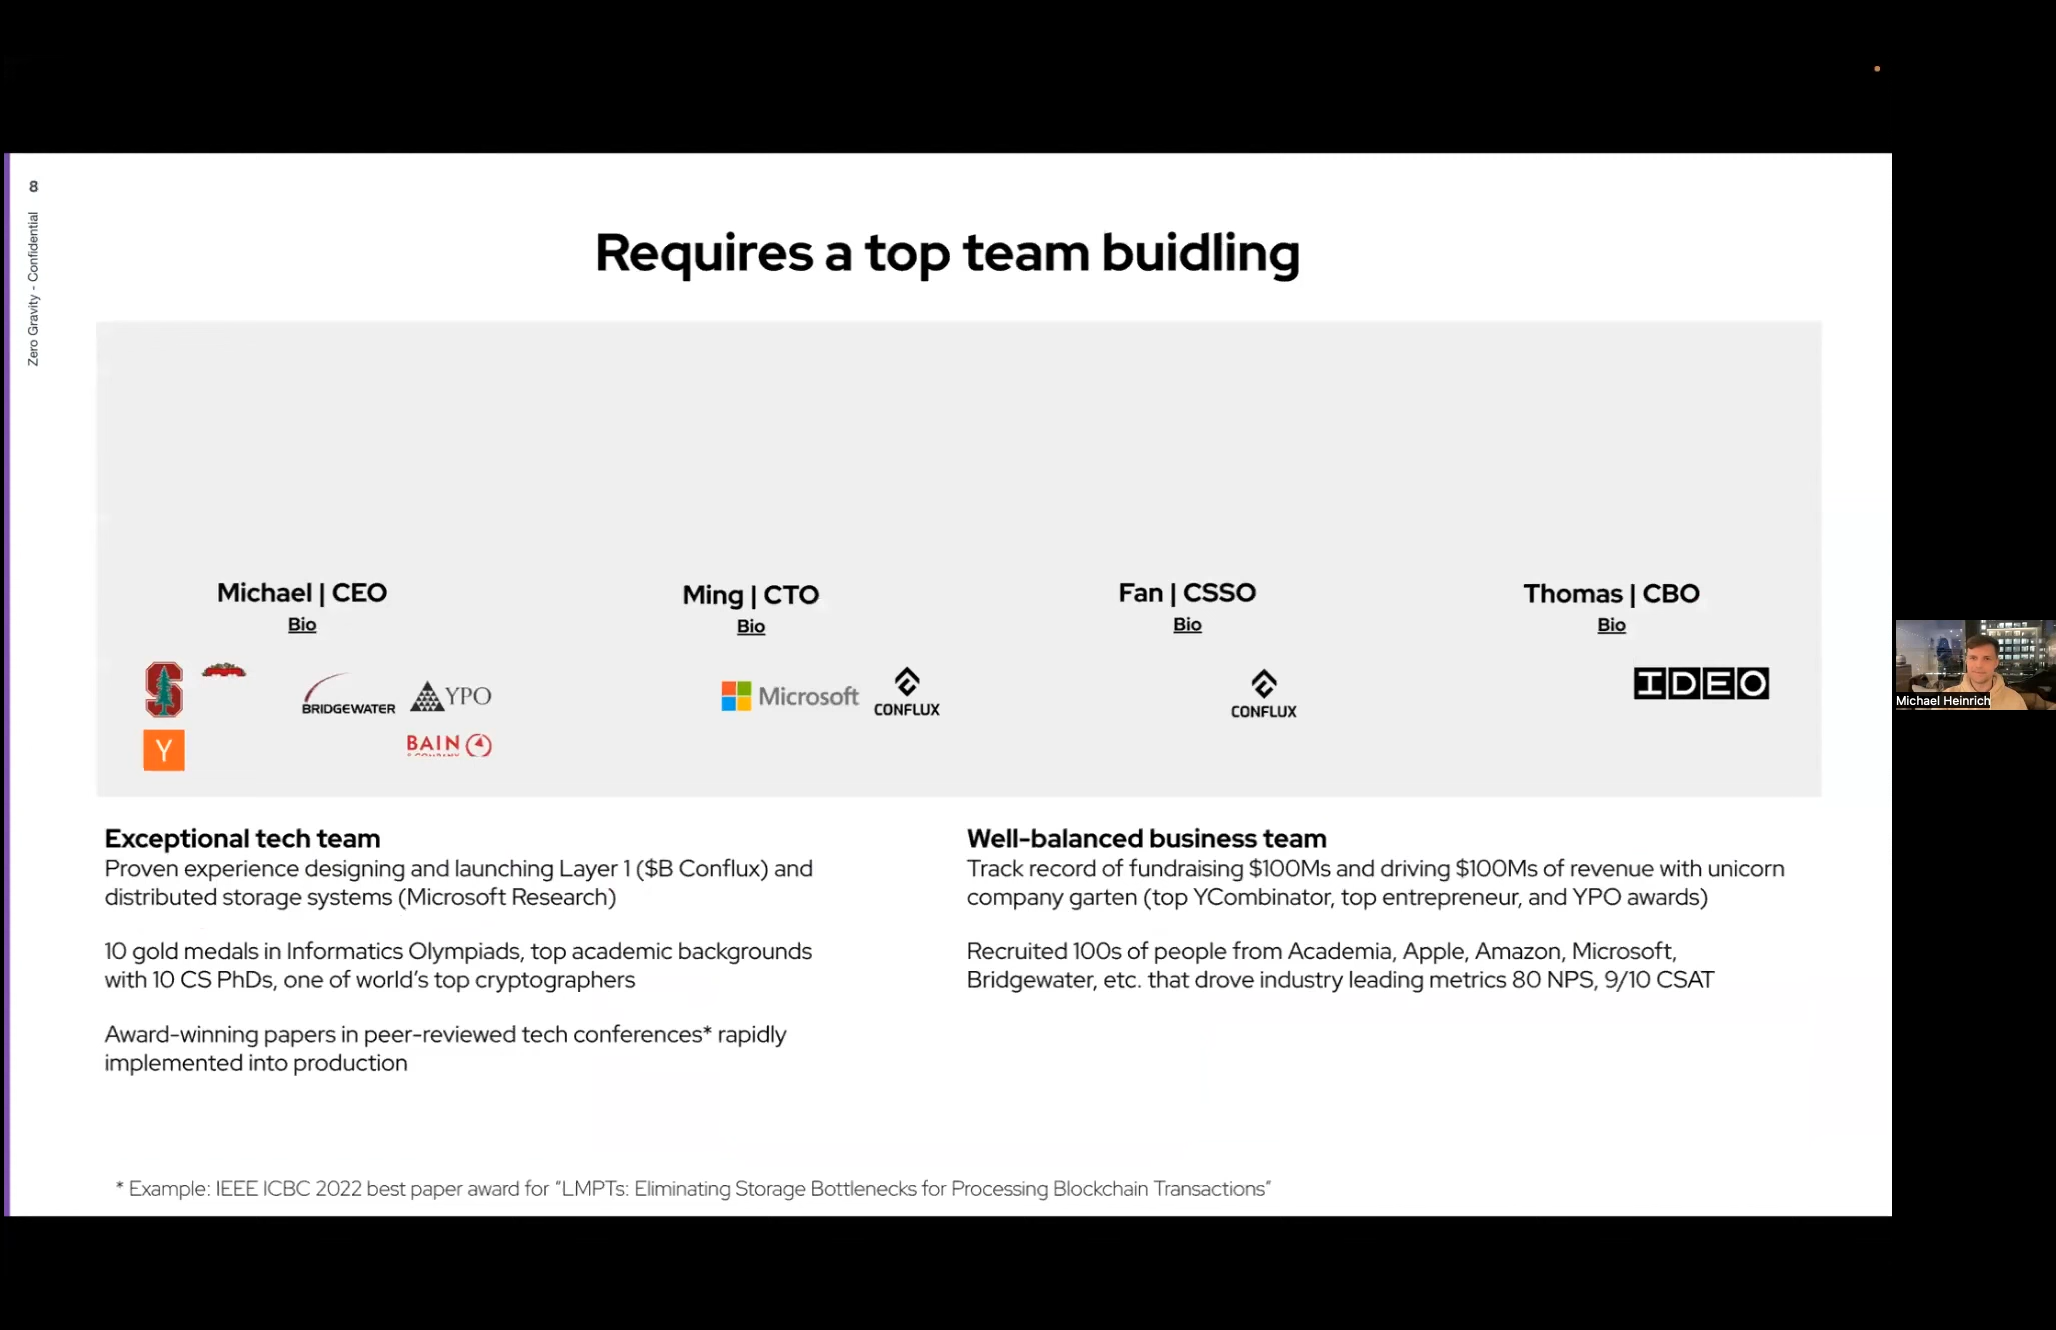 8
Zero Gravity - Confidential
Requires a top team buidling
Michael | CEO
Bio
Ming | CTO
Bio
Fan | CSSO
Bio
Thomas | CBO
Bio
S
BRIDGEWATER
YPO
Microsoft
CONFLUX
CONFLUX
IDEO
Y
BAIN
Michael Heinrich
Exceptional tech team
Proven experience designing and launching Layer 1 ($B Conflux) and
distributed storage systems (Microsoft Research)
10 gold medals in Informatics Olympiads, top academic backgrounds
with 10 CS PhDs, one of world's top cryptographers
Award-winning papers in peer-reviewed tech conferences* rapidly
implemented into production
Well-balanced business team
Track record of fundraising $100Ms and driving $100Ms of revenue with unicorn
company garten (top YCombinator, top entrepreneur, and YPO awards)
Recruited 100s of people from Academia, Apple, Amazon, Microsoft,
Bridgewater, etc. that drove industry leading metrics 80 NPS, 9/10 CSAT
* Example: IEEE ICBC 2022 best paper award for “LMPTs: Eliminating Storage Bottlenecks for Processing Blockchain Transactions”